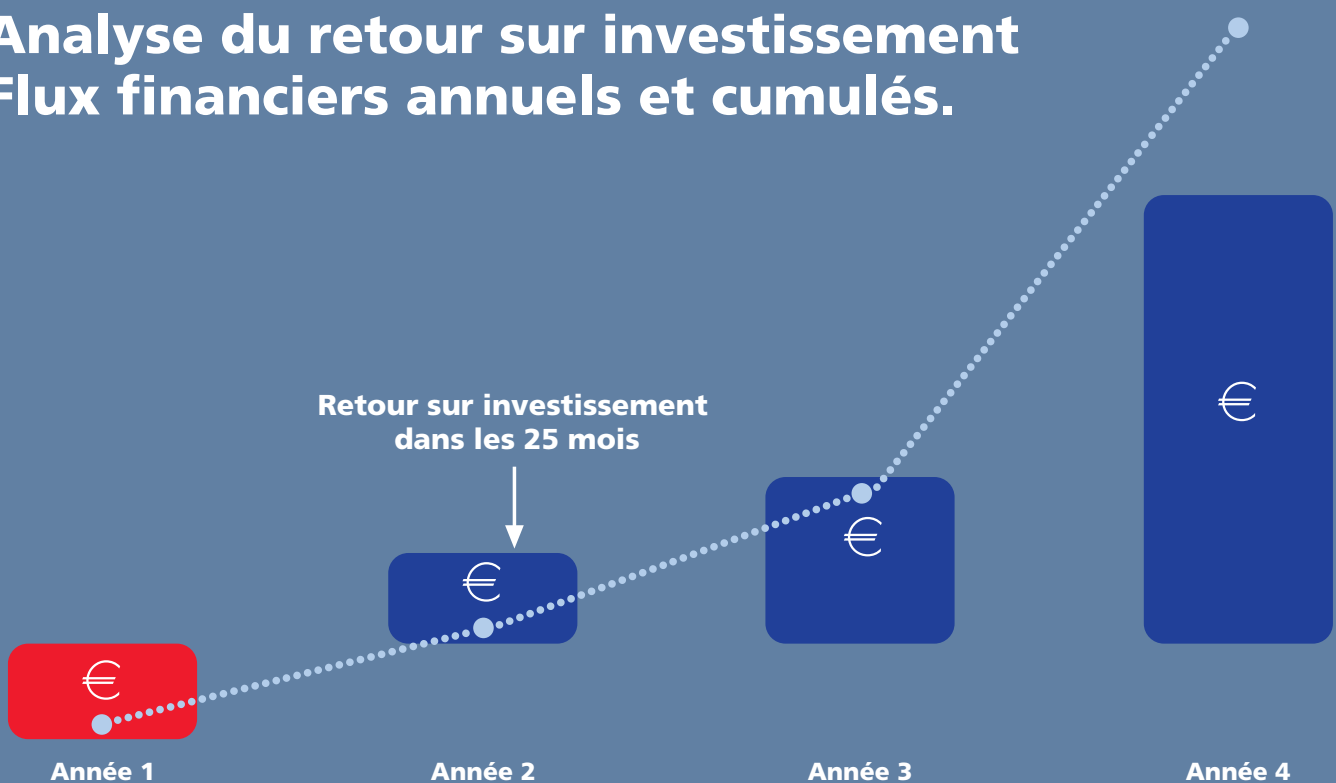 Analyse du retour sur investissement
Flux financiers annuels et cumulés.
Retour sur investissement
dans les 25 mois
€
€
€
€
Année 1
Année 2
Année 3
Année 4